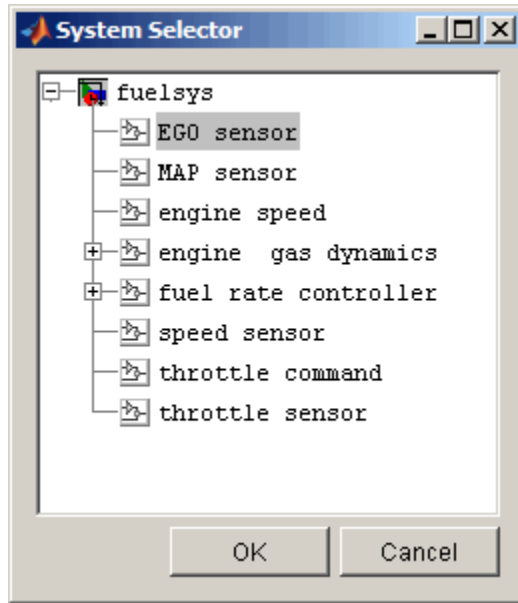 System Selector
fuelsys
EGO sensor
MAP sensor
engine speed
engine  gas dynamics
fuel rate controller
speed sensor
throttle command
throttle sensor
OK Cancel